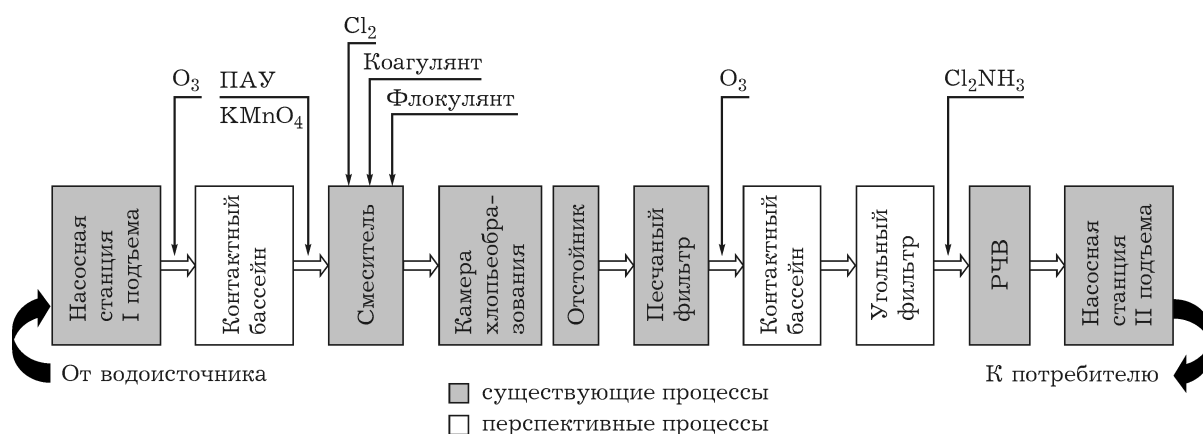 Cl₂
Коагулянт
Флокулянт
O₃
ПАУ
KMnO₄
O₃
Cl₂NH₃
Насосная
станция
I подъема
Контактный
бассейн
Смеситель
Камера
хлопьеобра-
зования
Отстойник
Песчаный
фильтр
Контактный
бассейн
Угольный
фильтр
РЧВ
Насосная
станция
II подъема
От водоисточника
К потребителю
существующие процессы
перспективные процессы